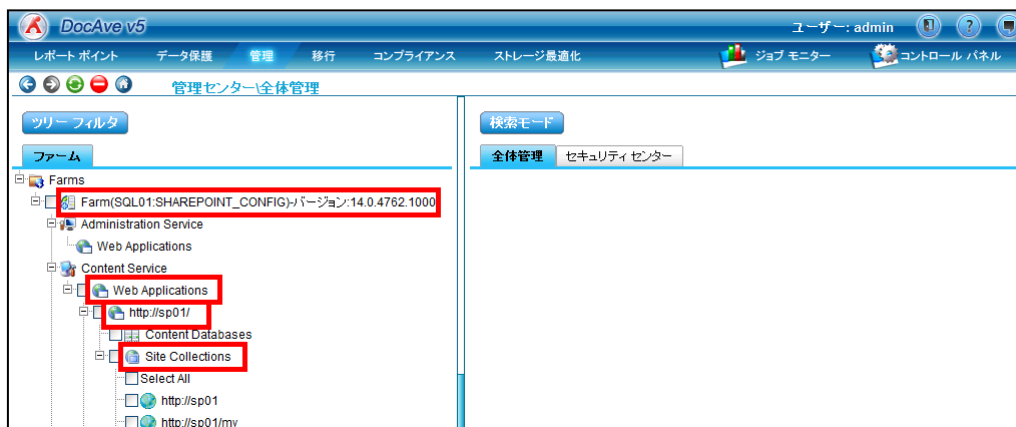 DocAve v5
ユーザー: admin
レポート ポイント データ保護 管理 移行 コンプライアンス ストレージ最適化 ジョブ モニター コントロール パネル
管理センター\全体管理
ツリー フィルタ
検索モード
ファーム
全体管理 セキュリティ センター
Farms
Farm(SQL01:SHAREPOINT_CONFIG)-バージョン:14.0.4762.1000
Administration Service
Web Applications
Content Service
Web Applications
http://sp01/
Content Databases
Site Collections
Select All
http://sp01
http://sp01/my